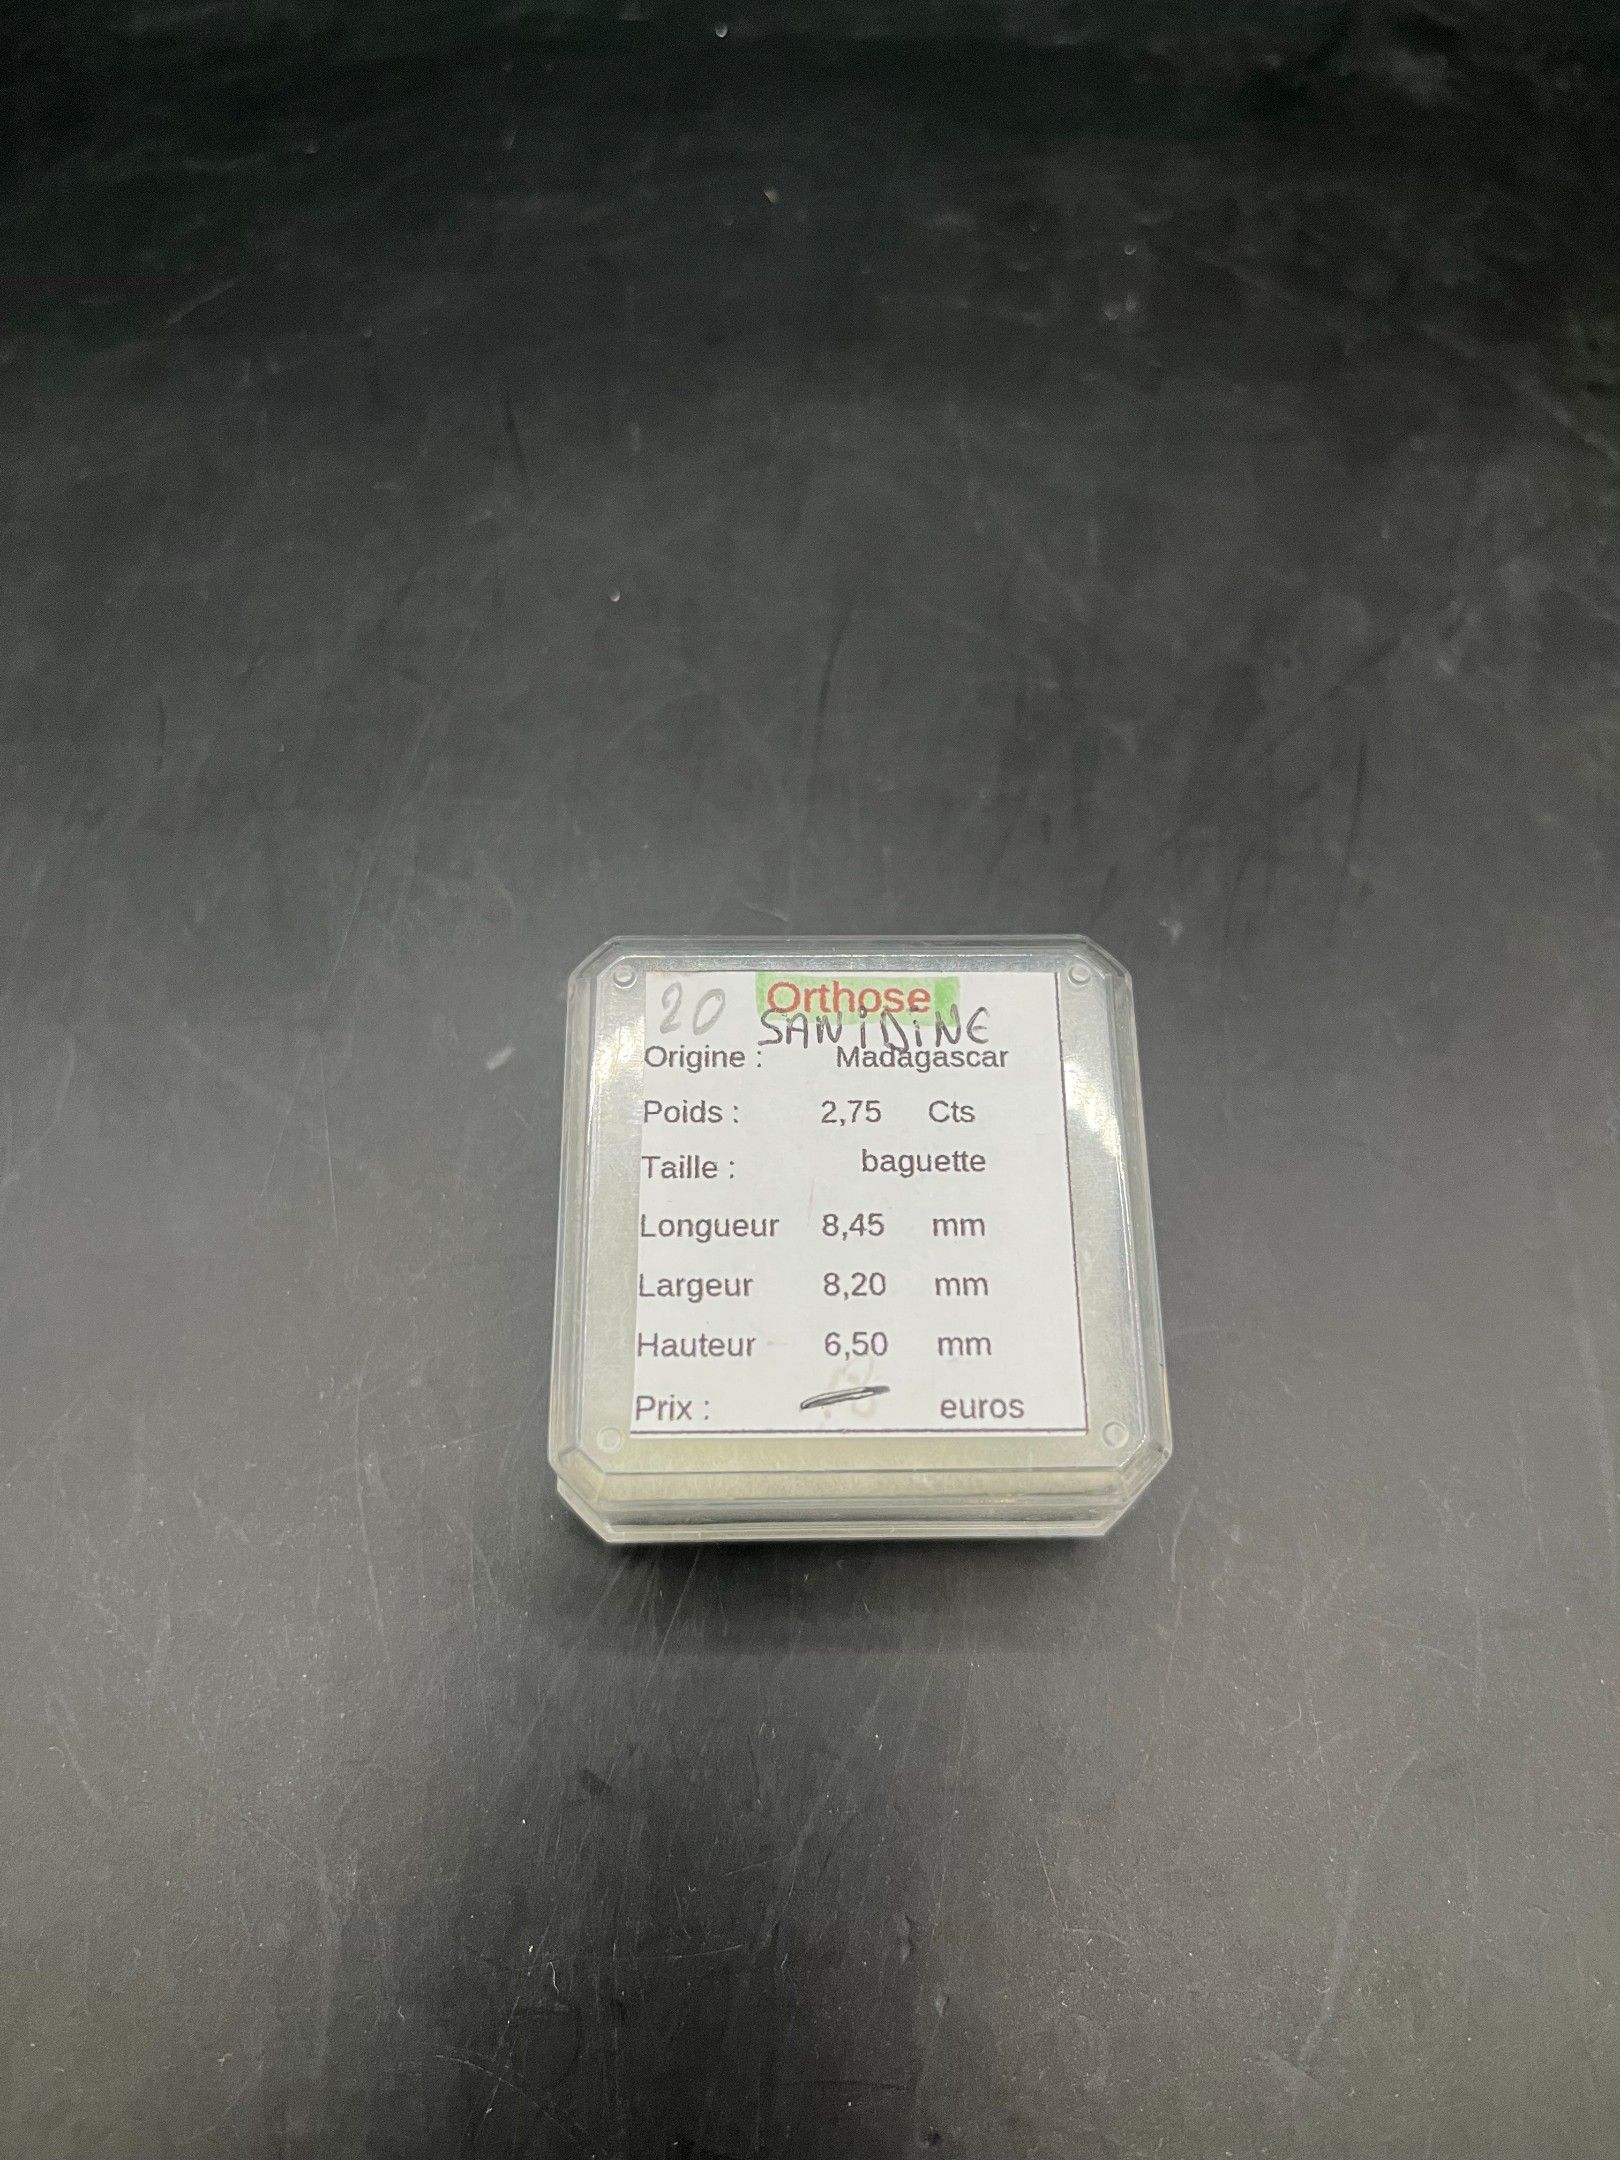 20 Orthose
SANIDINE
Origine : Madagascar
Poids : 2,75 Cts
Taille : baguette
Longueur 8,45 mm
Largeur 8,20 mm
Hauteur 6,50 mm
Prix : euros